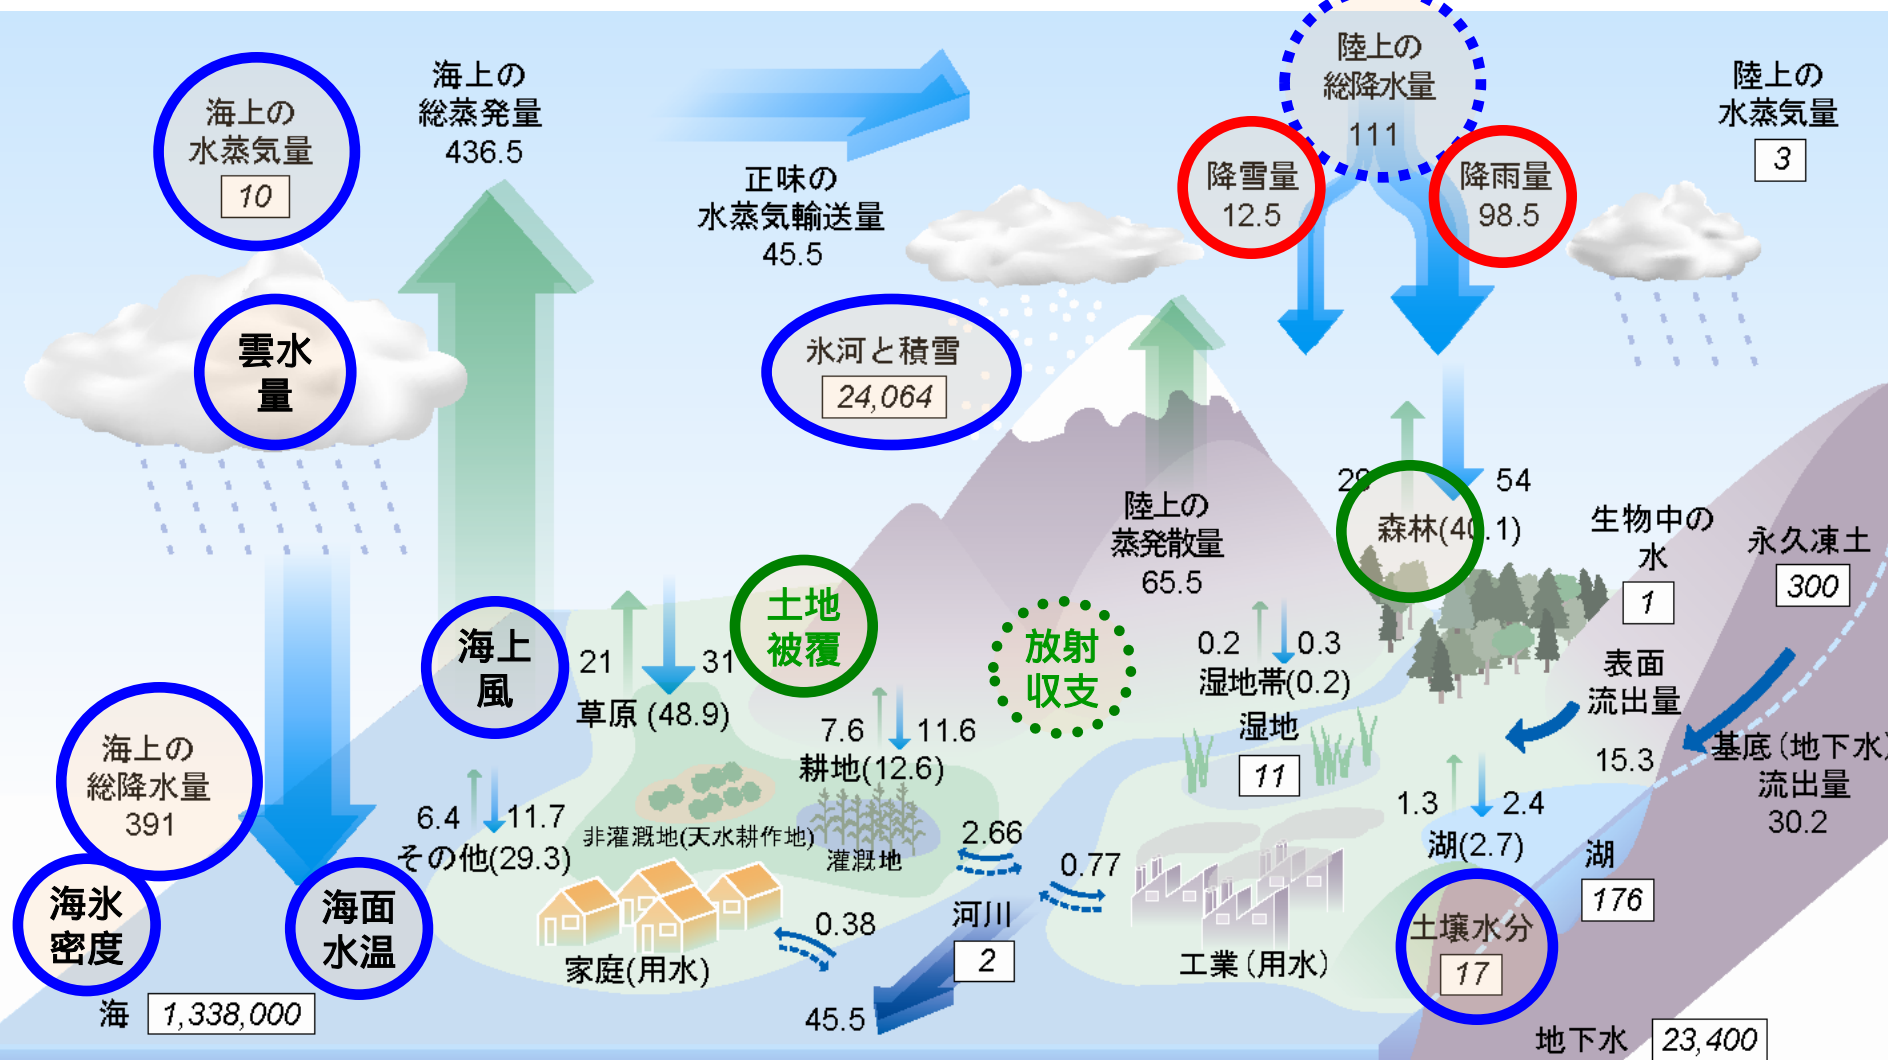 海上の
水蒸気量
10
海上の
総蒸発量
436.5
正味の
水蒸気輸送量
45.5
陸上の
総降水量
111
降雪量
12.5
降雨量
98.5
陸上の
水蒸気量
3
雲水
量
氷河と積雪
24,064
陸上の
蒸発散量
65.5
54
森林(40.1)
生物中の
水
1
永久凍土
300
海上
風
21
31
草原 (48.9)
土地
被覆
放射
収支
0.2
0.3
湿地帯(0.2)
湿地
11
表面
流出量
15.3
基底(地下水)
流出量
30.2
海上の
総降水量
391
7.6
11.6
耕地(12.6)
6.4
11.7
その他(29.3)
非灌漑地(天水耕作地)
灌漑地
2.66
0.77
1.3
2.4
湖(2.7)
湖
176
海氷
密度
海面
水温
家庭(用水)
0.38
河川
2
45.5
工業(用水)
土壌水分
17
海
1,338,000
地下水
23,400